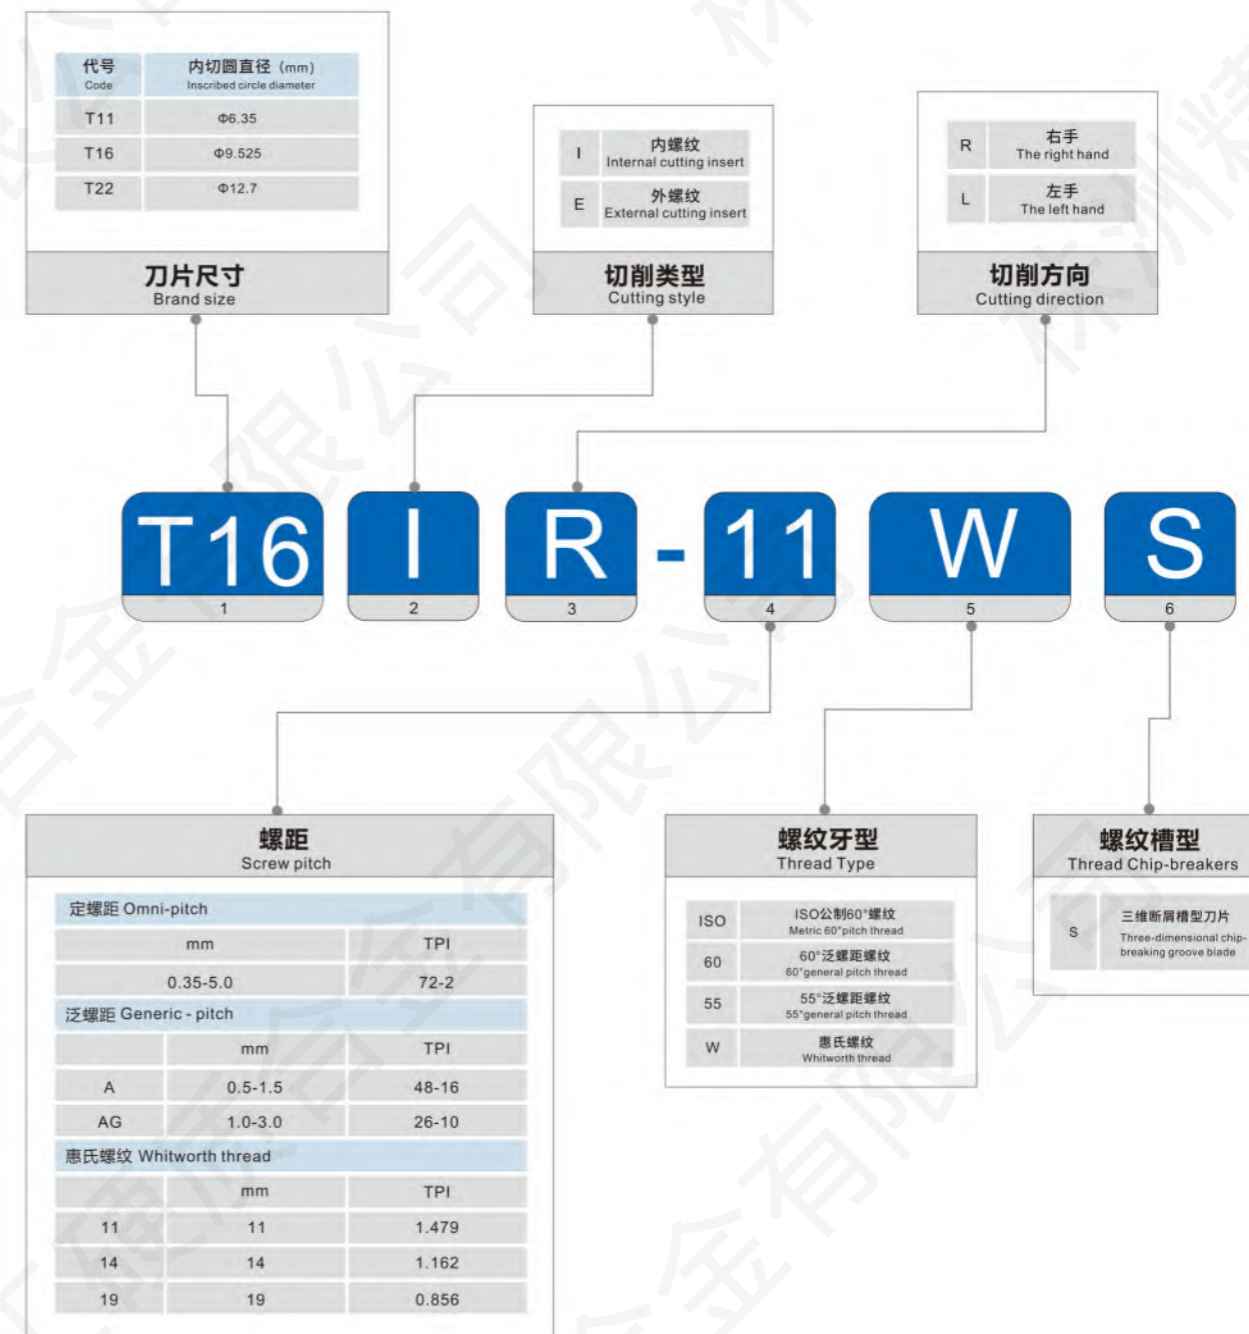 代号 内切圆直径（mm）
Code Inscribed circle diameter
T11 Φ6.35
T16 Φ9.525
T22 Φ12.7
刀片尺寸
Brand size
I 内螺纹
Internal cutting insert
E 外螺纹
External cutting insert
切削类型
Cutting style
R 右手
The right hand
L 左手
The left hand
切削方向
Cutting direction
T16 I R - 11 W S
1 2 3 4 5 6
螺距
Screw pitch
定螺距 Omni-pitch
mm TPI
0.35-5.0 72-2
泛螺距 Generic - pitch
mm TPI
A 0.5-1.5 48-16
AG 1.0-3.0 26-10
惠氏螺纹 Whitworth thread
mm TPI
11 11 1.479
14 14 1.162
19 19 0.856
螺纹牙型
Thread Type
ISO ISO公制60°螺纹
Metric 60°pitch thread
60 60°泛螺距螺纹
60°general pitch thread
55 55°泛螺距螺纹
55°general pitch thread
W 惠氏螺纹
Whitworth thread
螺纹槽型
Thread Chip-breakers
S 三维断屑槽型刀片
Three-dimensional chip-
breaking groove blade